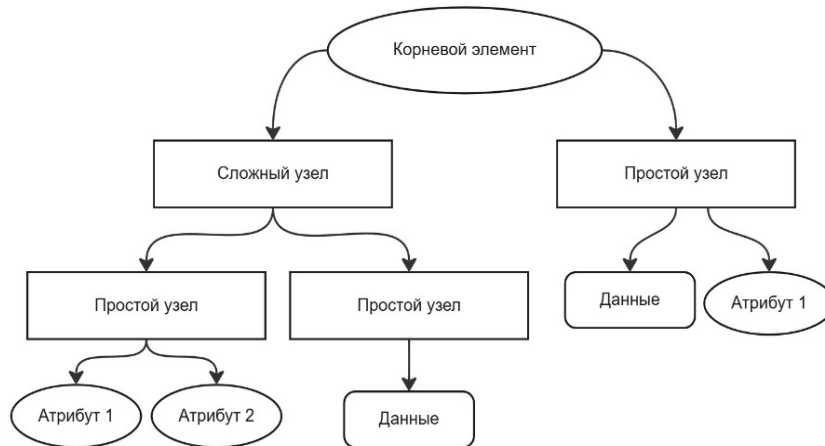 Корневой элемент
Сложный узел
Простой узел
Простой узел
Простой узел
Данные
Атрибут 1
Атрибут 1
Атрибут 2
Данные